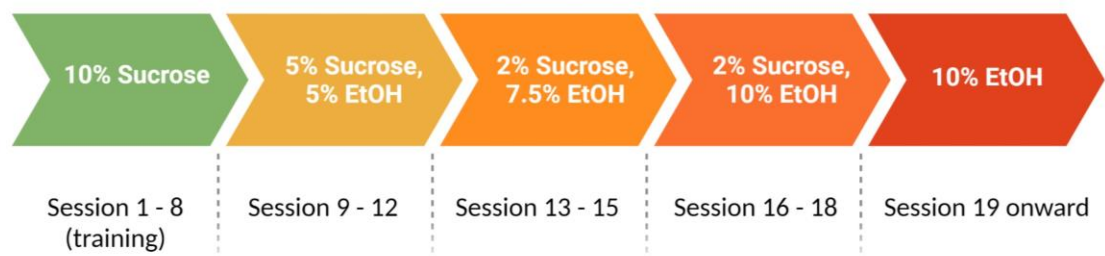 10% Sucrose
5% Sucrose,
5% EtOH
2% Sucrose,
7.5% EtOH
2% Sucrose,
10% EtOH
10% EtOH
Session 1 - 8
(training)
Session 9 - 12
Session 13 - 15
Session 16 - 18
Session 19 onward